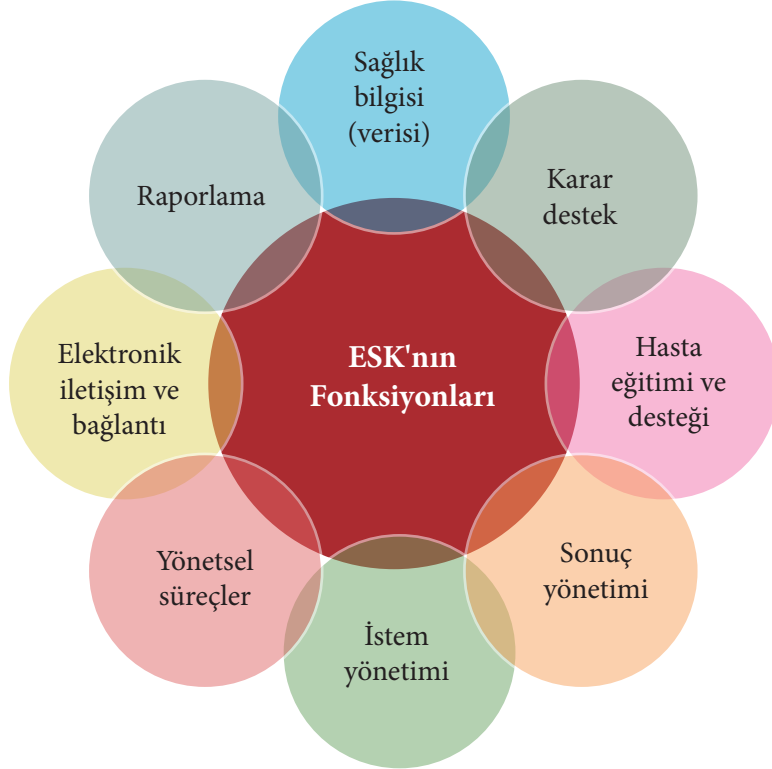 Sağlık
bilgisi
(verisi)
Karar
destek
Hasta
eğitimi ve
desteği
Sonuç
yönetimi
İstem
yönetimi
Yönetsel
süreçler
Elektronik
iletişim ve
bağlantı
Raporlama
ESK'nın
Fonksiyonları